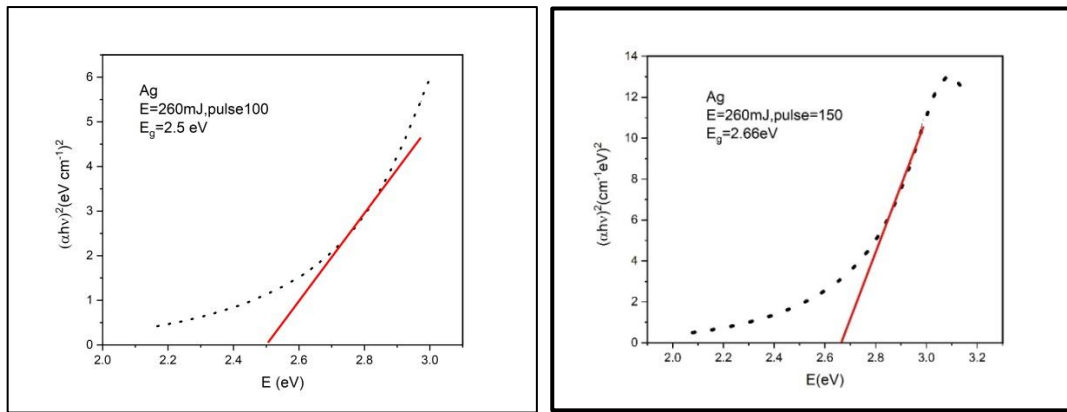 6
5
4
3
2
1
0
2.0 2.2 2.4 2.6 2.8 3.0
(αhν)²(eV cm⁻¹)²
E (eV)
Ag
E=260mJ,pulse100
E₉=2.5 eV
14
12
10
8
6
4
2
0
2.0 2.2 2.4 2.6 2.8 3.0 3.2
(αhν)²(cm⁻¹eV)²
E(eV)
Ag
E=260mJ,pulse=150
E_g=2.66eV